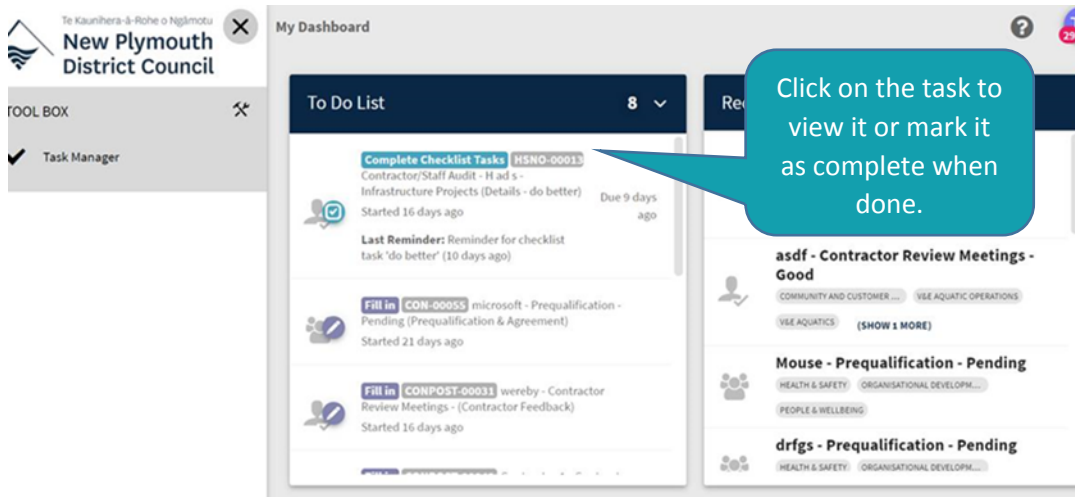 Te Kaunihera-ā-Rohe o Ngāmotu
New Plymouth
District Council
TOOL BOX
Task Manager
My Dashboard
29
To Do List 8
Complete Checklist Tasks HSNO-00013
Contractor/Staff Audit - H ad s -
Infrastructure Projects (Details - do better)
Due 9 days
ago
Started 16 days ago
Last Reminder: Reminder for checklist
task 'do better' (10 days ago)
Fill in CON-00055 microsoft - Prequalification -
Pending (Prequalification & Agreement)
Started 21 days ago
Fill in CONPOST-00031 wereby - Contractor
Review Meetings - (Contractor Feedback)
Started 16 days ago
Click on the task to
view it or mark it
as complete when
done.
asdf - Contractor Review Meetings -
Good
COMMUNITY AND CUSTOMER .... V&E AQUATIC OPERATIONS
V&E AQUATICS (SHOW 1 MORE)
Mouse - Prequalification - Pending
HEALTH & SAFETY ORGANISATIONAL DEVELOPM....
PEOPLE & WELLBEING
drfgs - Prequalification - Pending
HEALTH & SAFETY ORGANISATIONAL DEVELOPM....